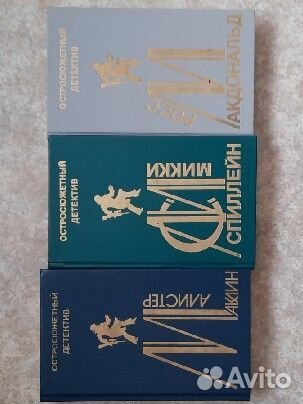 ОСТРОСЮЖЕТНЫЙ
ДЕТЕКТИВ
МАКДОНАЛЬД
ОСТРОСЮЖЕТНЫЙ
ДЕТЕКТИВ
МИККИ
СПИЛЛЕЙН
ОСТРОСЮЖЕТНЫЙ
ДЕТЕКТИВ
АЛИСТЕР
МАКЛИН
Avito